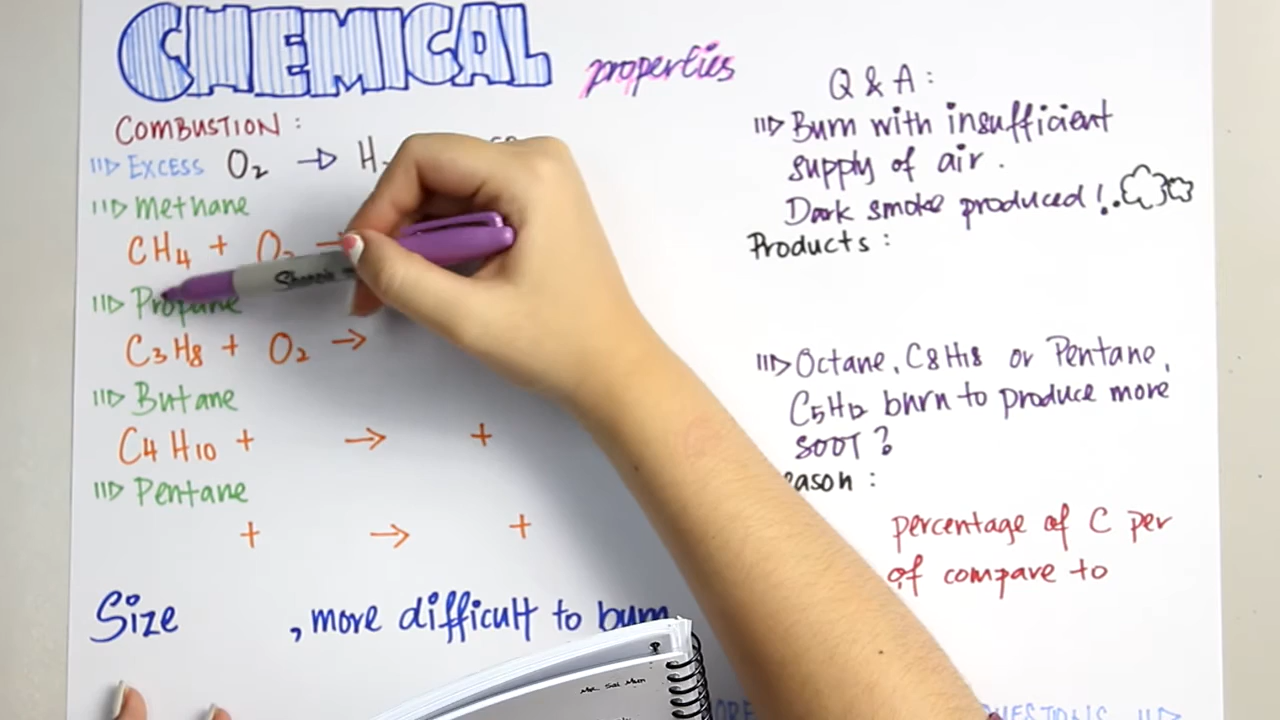 CHEMICAL properties
COMBUSTION :
EXCESS O2 → H
Methane
CH4 + O2 →
Propane
C3H8 + O2 →
Butane
C4H10 + → +
Pentane
+ → +
Size , more difficult to burn
Q & A :
Burn with insufficient
supply of air .
Dark smoke produced !
Products :
Octane, C8H18 or Pentane,
C5H12 burn to produce more
SOOT ?
eason :
percentage of C per
of compare to
Sharpie